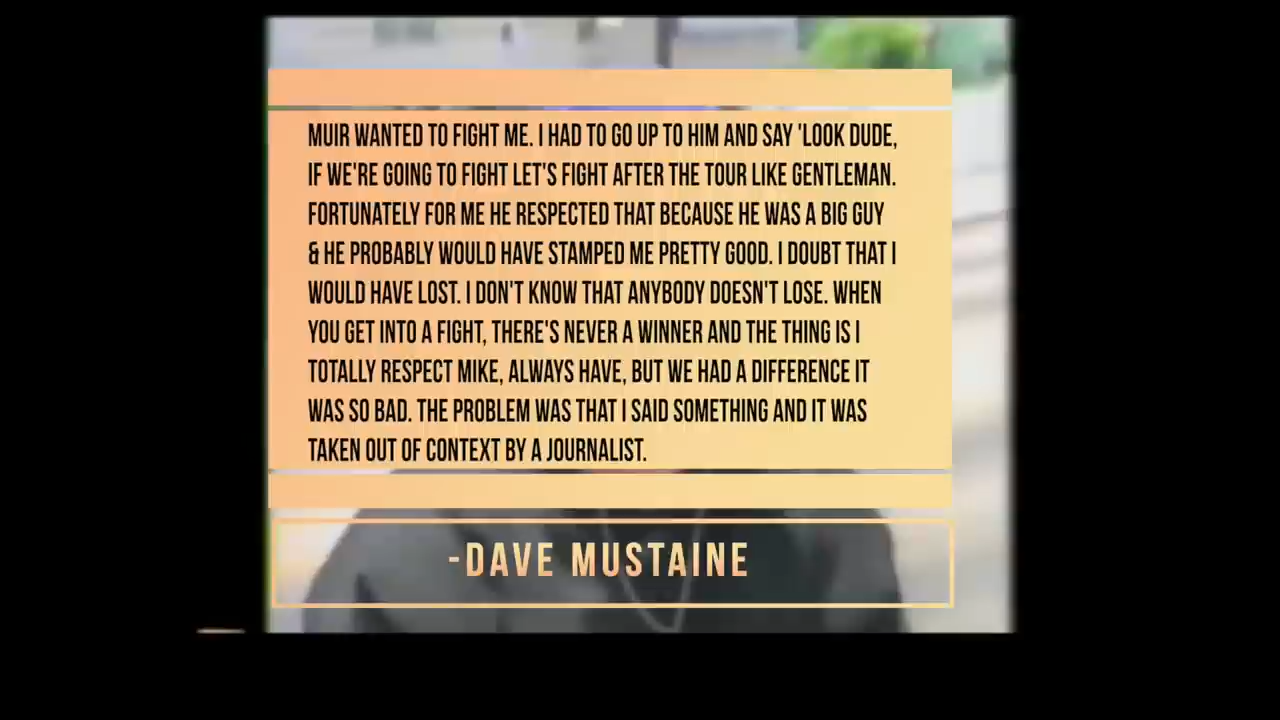 MUIR WANTED TO FIGHT ME. I HAD TO GO UP TO HIM AND SAY 'LOOK DUDE,
IF WE'RE GOING TO FIGHT LET'S FIGHT AFTER THE TOUR LIKE GENTLEMAN.
FORTUNATELY FOR ME HE RESPECTED THAT BECAUSE HE WAS A BIG GUY
& HE PROBABLY WOULD HAVE STAMPED ME PRETTY GOOD. I DOUBT THAT I
WOULD HAVE LOST. I DON'T KNOW THAT ANYBODY DOESN'T LOSE. WHEN
YOU GET INTO A FIGHT, THERE'S NEVER A WINNER AND THE THING IS I
TOTALLY RESPECT MIKE, ALWAYS HAVE, BUT WE HAD A DIFFERENCE IT
WAS SO BAD. THE PROBLEM WAS THAT I SAID SOMETHING AND IT WAS
TAKEN OUT OF CONTEXT BY A JOURNALIST.
-DAVE MUSTAINE